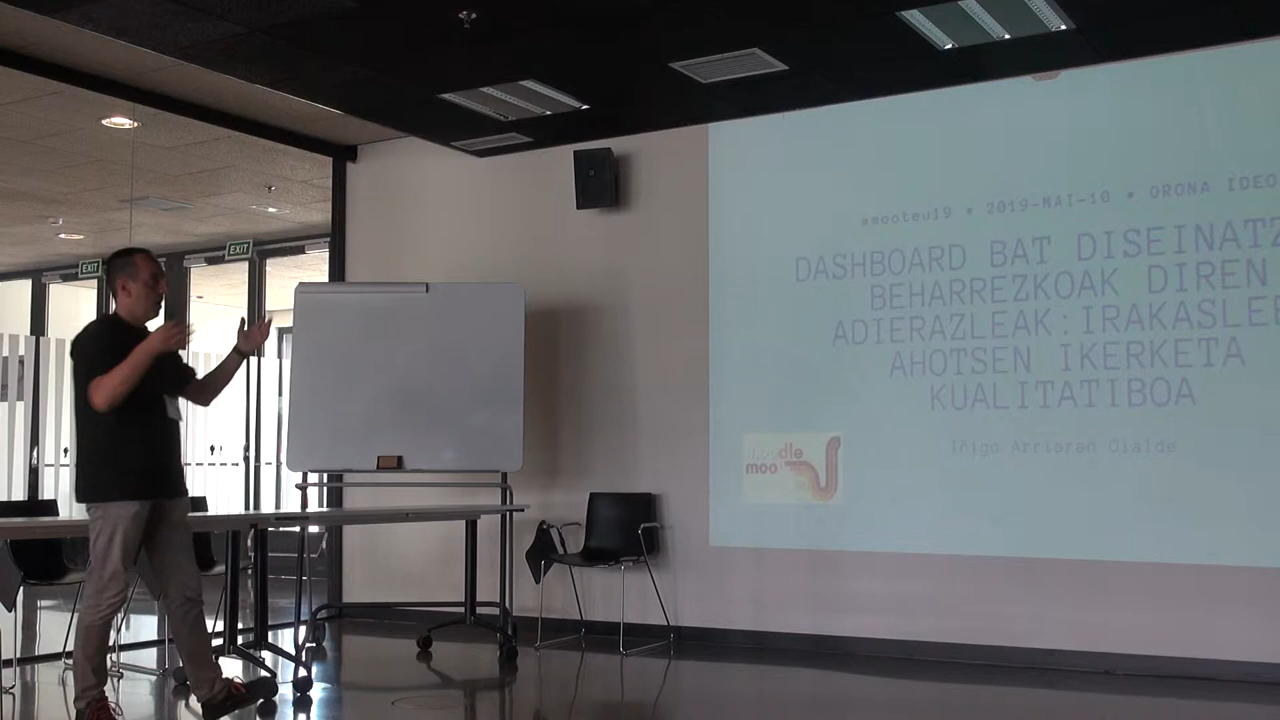 EXIT
EXIT
#mooteu19 • 2019-MAI-10 • ORONA IDEO
DASHBOARD BAT DISEINATZ
BEHARREZKOAK DIREN
ADIERAZLEAK:IRAKASLE
AHOTSEN IKERKETA
KUALITATIBOA
Iñigo Arriaran Olalde
moodle
moo